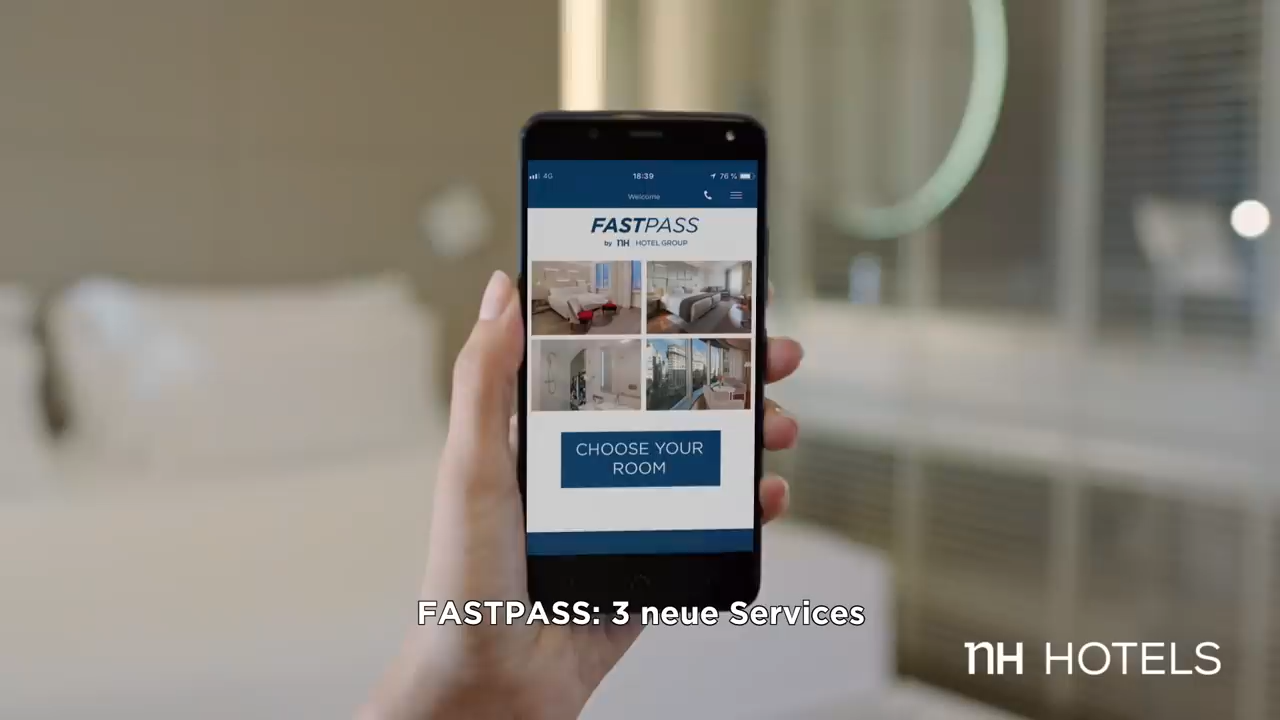 4G 18:39 76 %
Welcome
FASTPASS
by nH HOTEL GROUP
CHOOSE YOUR
ROOM
FASTPASS: 3 neue Services
nH HOTELS